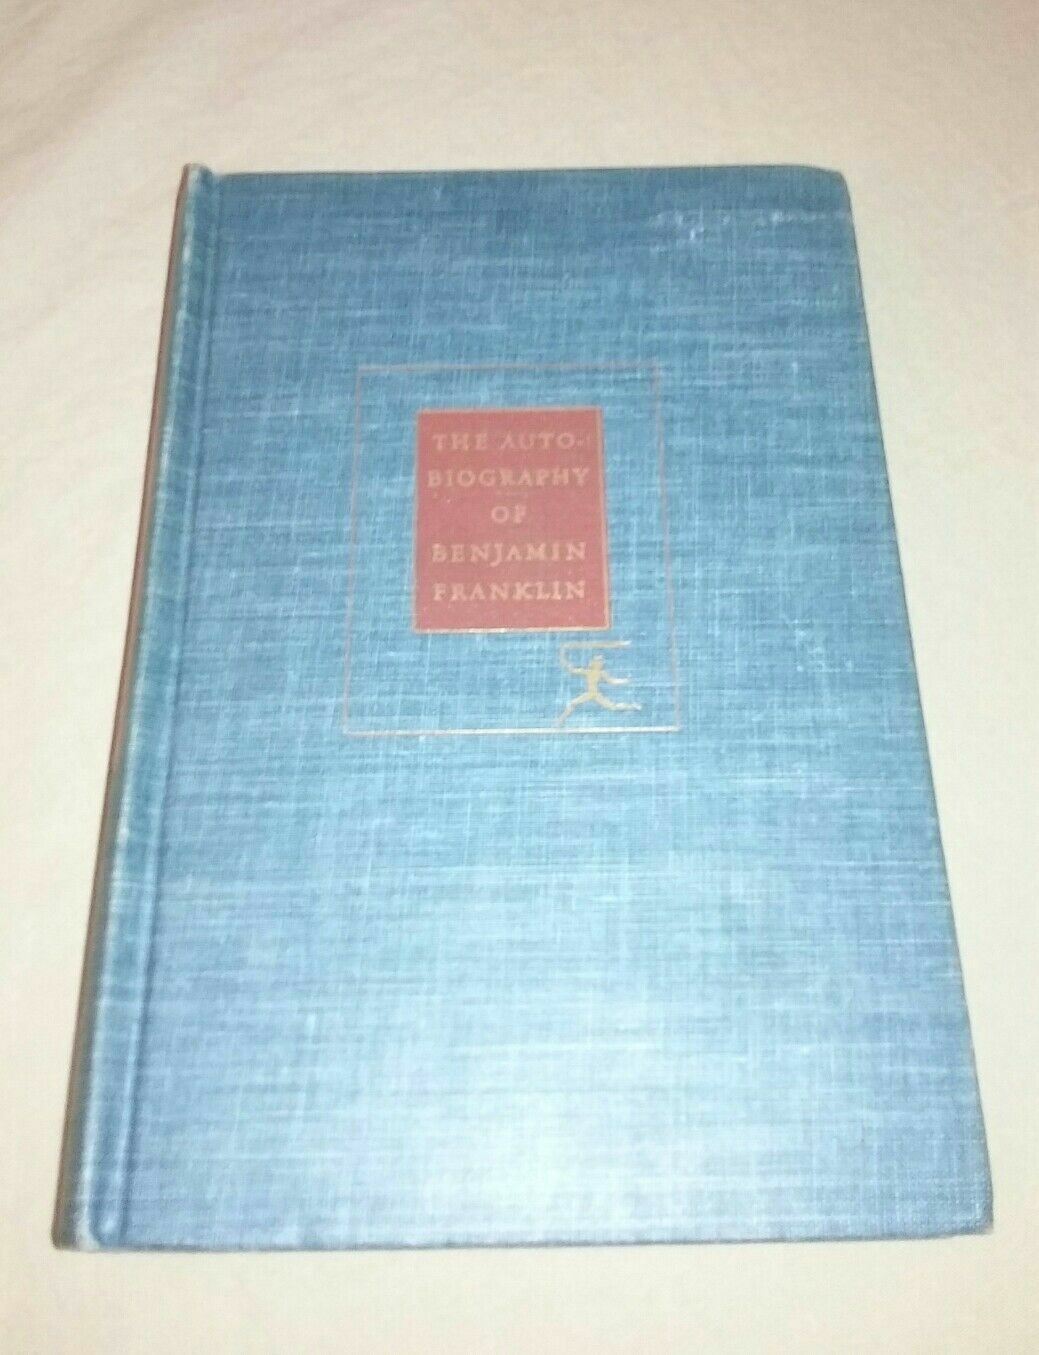 THE AUTO-
BIOGRAPHY
OF
BENJAMIN
FRANKLIN